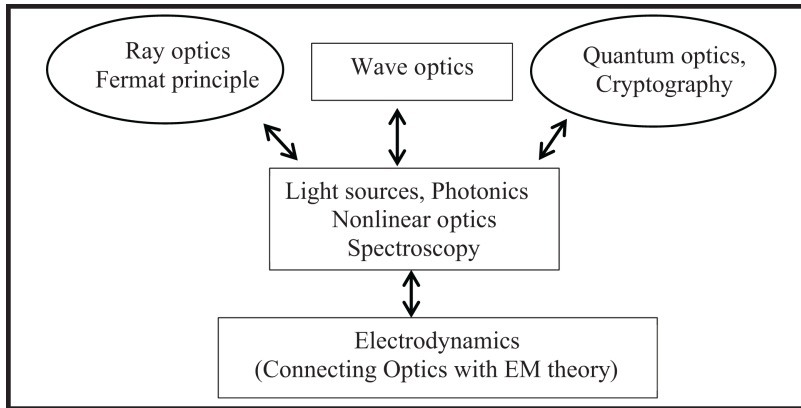 Ray optics
Fermat principle
Wave optics
Quantum optics,
Cryptography
Light sources, Photonics
Nonlinear optics
Spectroscopy
Electrodynamics
(Connecting Optics with EM theory)